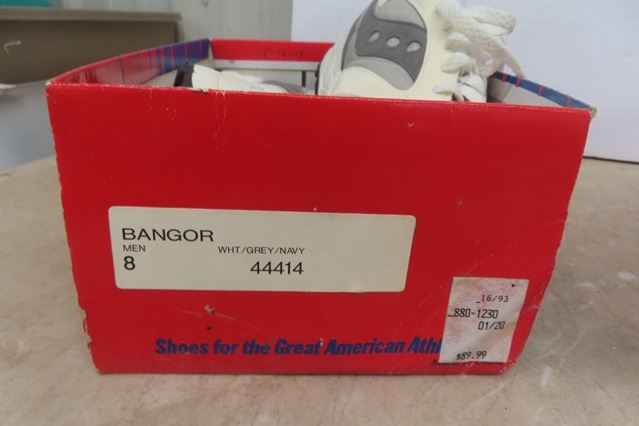 BANGOR
MEN WHT/GREY/NAVY
8 44414
16/93
880-1230
01/20
$89.99
Shoes for the Great American Ath